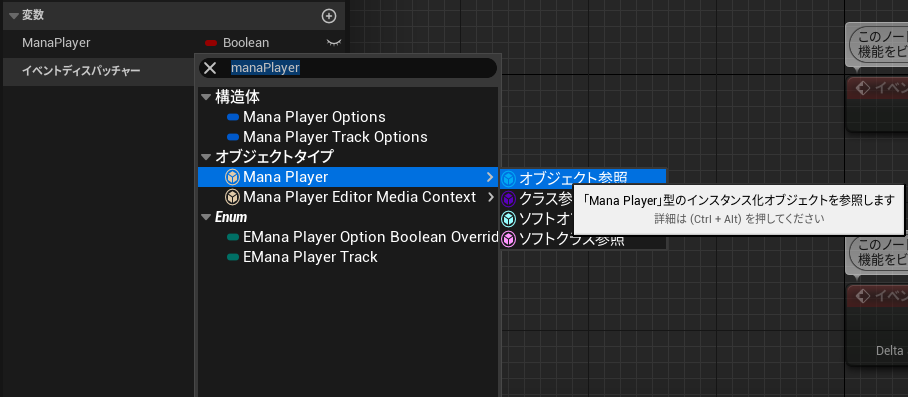 変数
ManaPlayer
Boolean
イベントディスパッチャー
manaPlayer
構造体
Mana Player Options
Mana Player Track Options
オブジェクトタイプ
Mana Player
Mana Player Editor Media Context
Enum
EMana Player Option Boolean Overrid
EMana Player Track
オブジェクト参照
クラス参
ソフトオブ
ソフトクラス参照
「Mana Player」型のインスタンス化オブジェクトを参照します
詳細は (Ctrl + Alt) を押してください
このノー
機能をビ
イベン
このノー
機能をビ
イベン
Delta